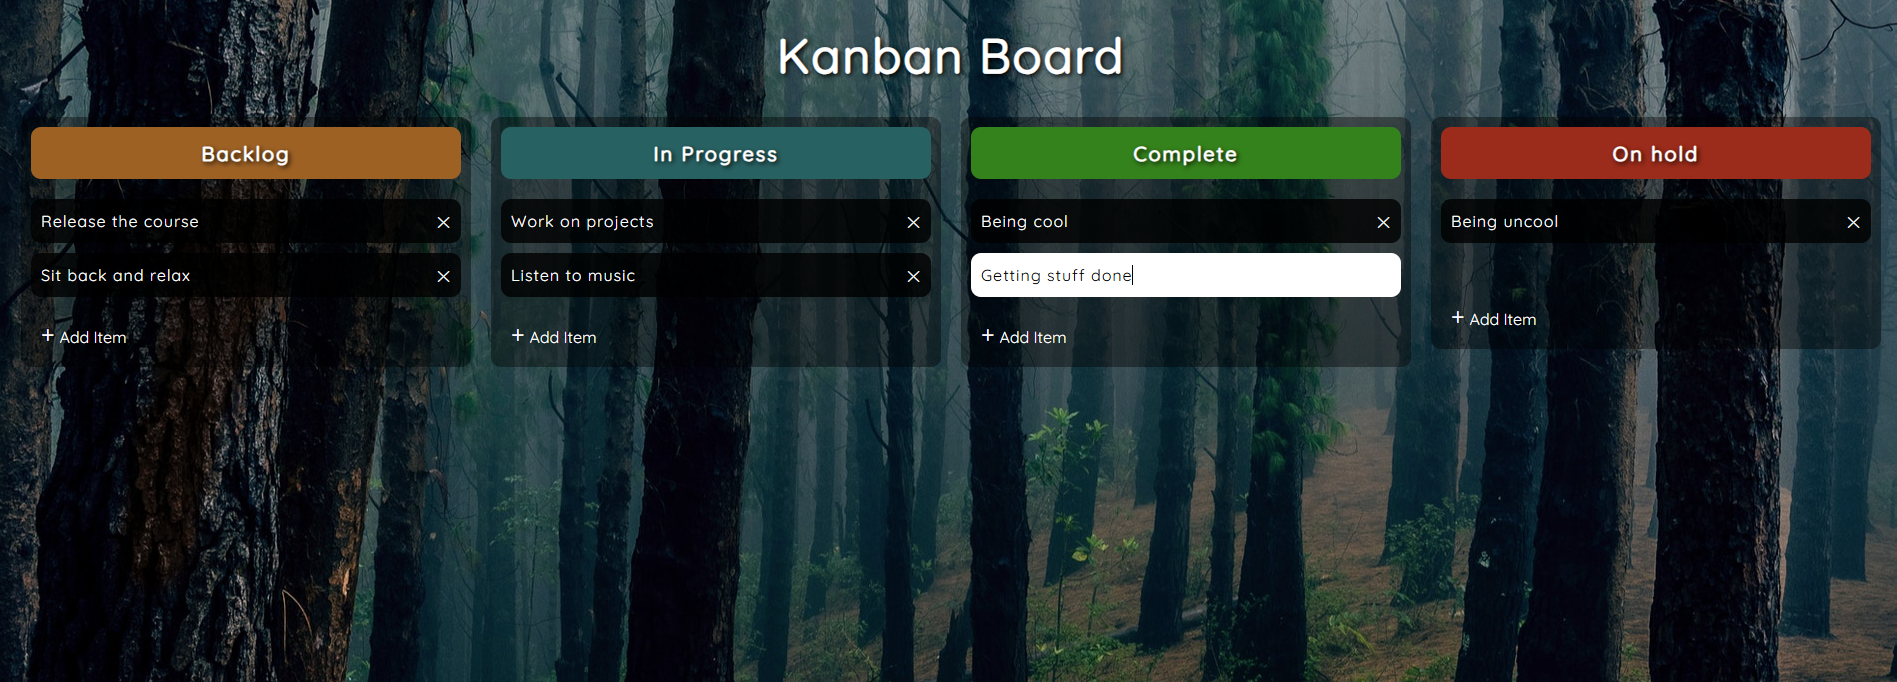 Kanban Board
Backlog
Release the course
Sit back and relax
+ Add Item
In Progress
Work on projects
Listen to music
+ Add Item
Complete
Being cool
Getting stuff done
+ Add Item
On hold
Being uncool
+ Add Item